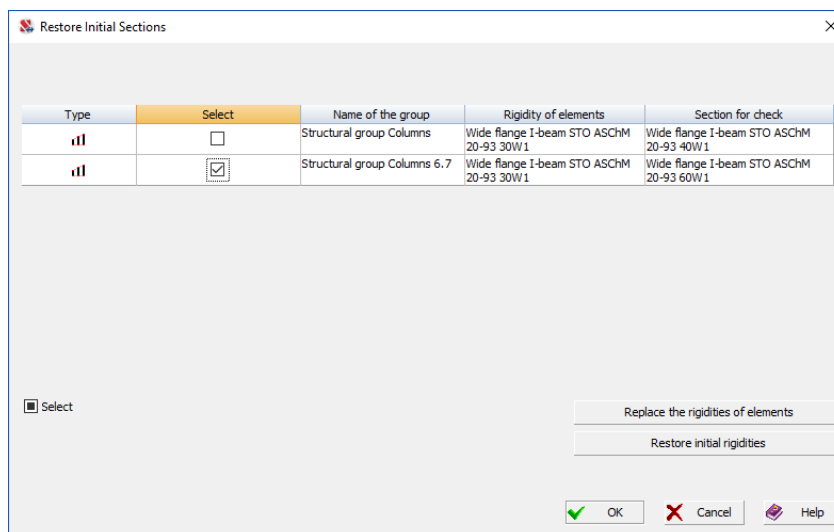 Restore Initial Sections
Type Select Name of the group Rigidity of elements Section for check
Structural group Columns Wide flange I-beam STO ASChM Wide flange I-beam STO ASChM
20-93 30W1 20-93 40W1
Structural group Columns 6.7 Wide flange I-beam STO ASChM Wide flange I-beam STO ASChM
20-93 30W1 20-93 60W1
Select
Replace the rigidities of elements
Restore initial rigidities
OK Cancel Help